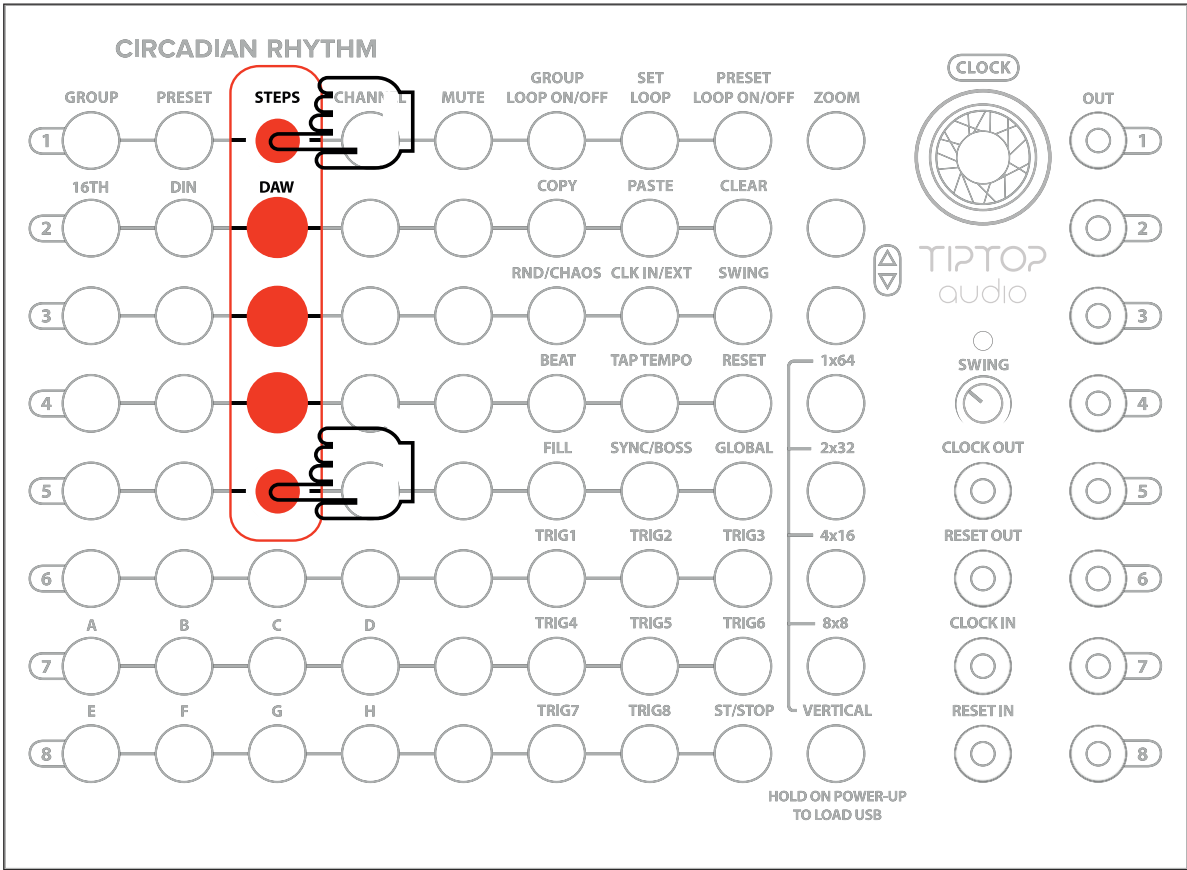 CIRCADIAN RHYTHM
CLOCK
GROUP PRESET STEPS CHANNEL MUTE GROUP LOOP ON/OFF SET LOOP PRESET LOOP ON/OFF ZOOM OUT
1 1
16TH DIN DAW COPY PASTE CLEAR
2 2
TIPTOP
audio
RND/CHAOS CLK IN/EXT SWING
3 3
BEAT TAP TEMPO RESET 1x64 SWING
4 4
FILL SYNC/BOSS GLOBAL 2x32 CLOCK OUT
5 5
TRIG1 TRIG2 TRIG3 4x16 RESET OUT
6 6
A B C D TRIG4 TRIG5 TRIG6 8x8 CLOCK IN
7 7
E F G H TRIG7 TRIG8 ST/STOP VERTICAL RESET IN
8 8
HOLD ON POWER-UP
TO LOAD USB